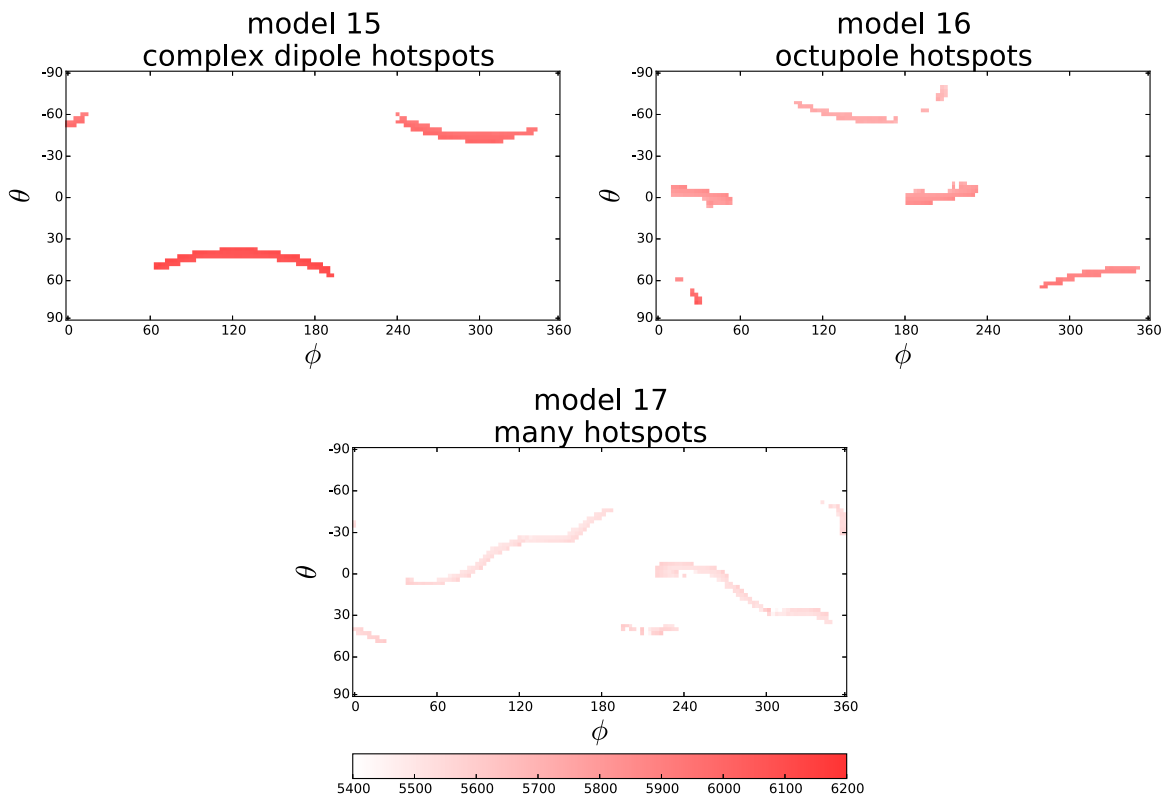 model 15
complex dipole hotspots
-90
-60
-30
0
30
60
90
θ
0 60 120 180 240 300 360
ϕ
model 16
octupole hotspots
-90
-60
-30
0
30
60
90
θ
0 60 120 180 240 300 360
ϕ
model 17
many hotspots
-90
-60
-30
0
30
60
90
θ
0 60 120 180 240 300 360
ϕ
5400 5500 5600 5700 5800 5900 6000 6100 6200